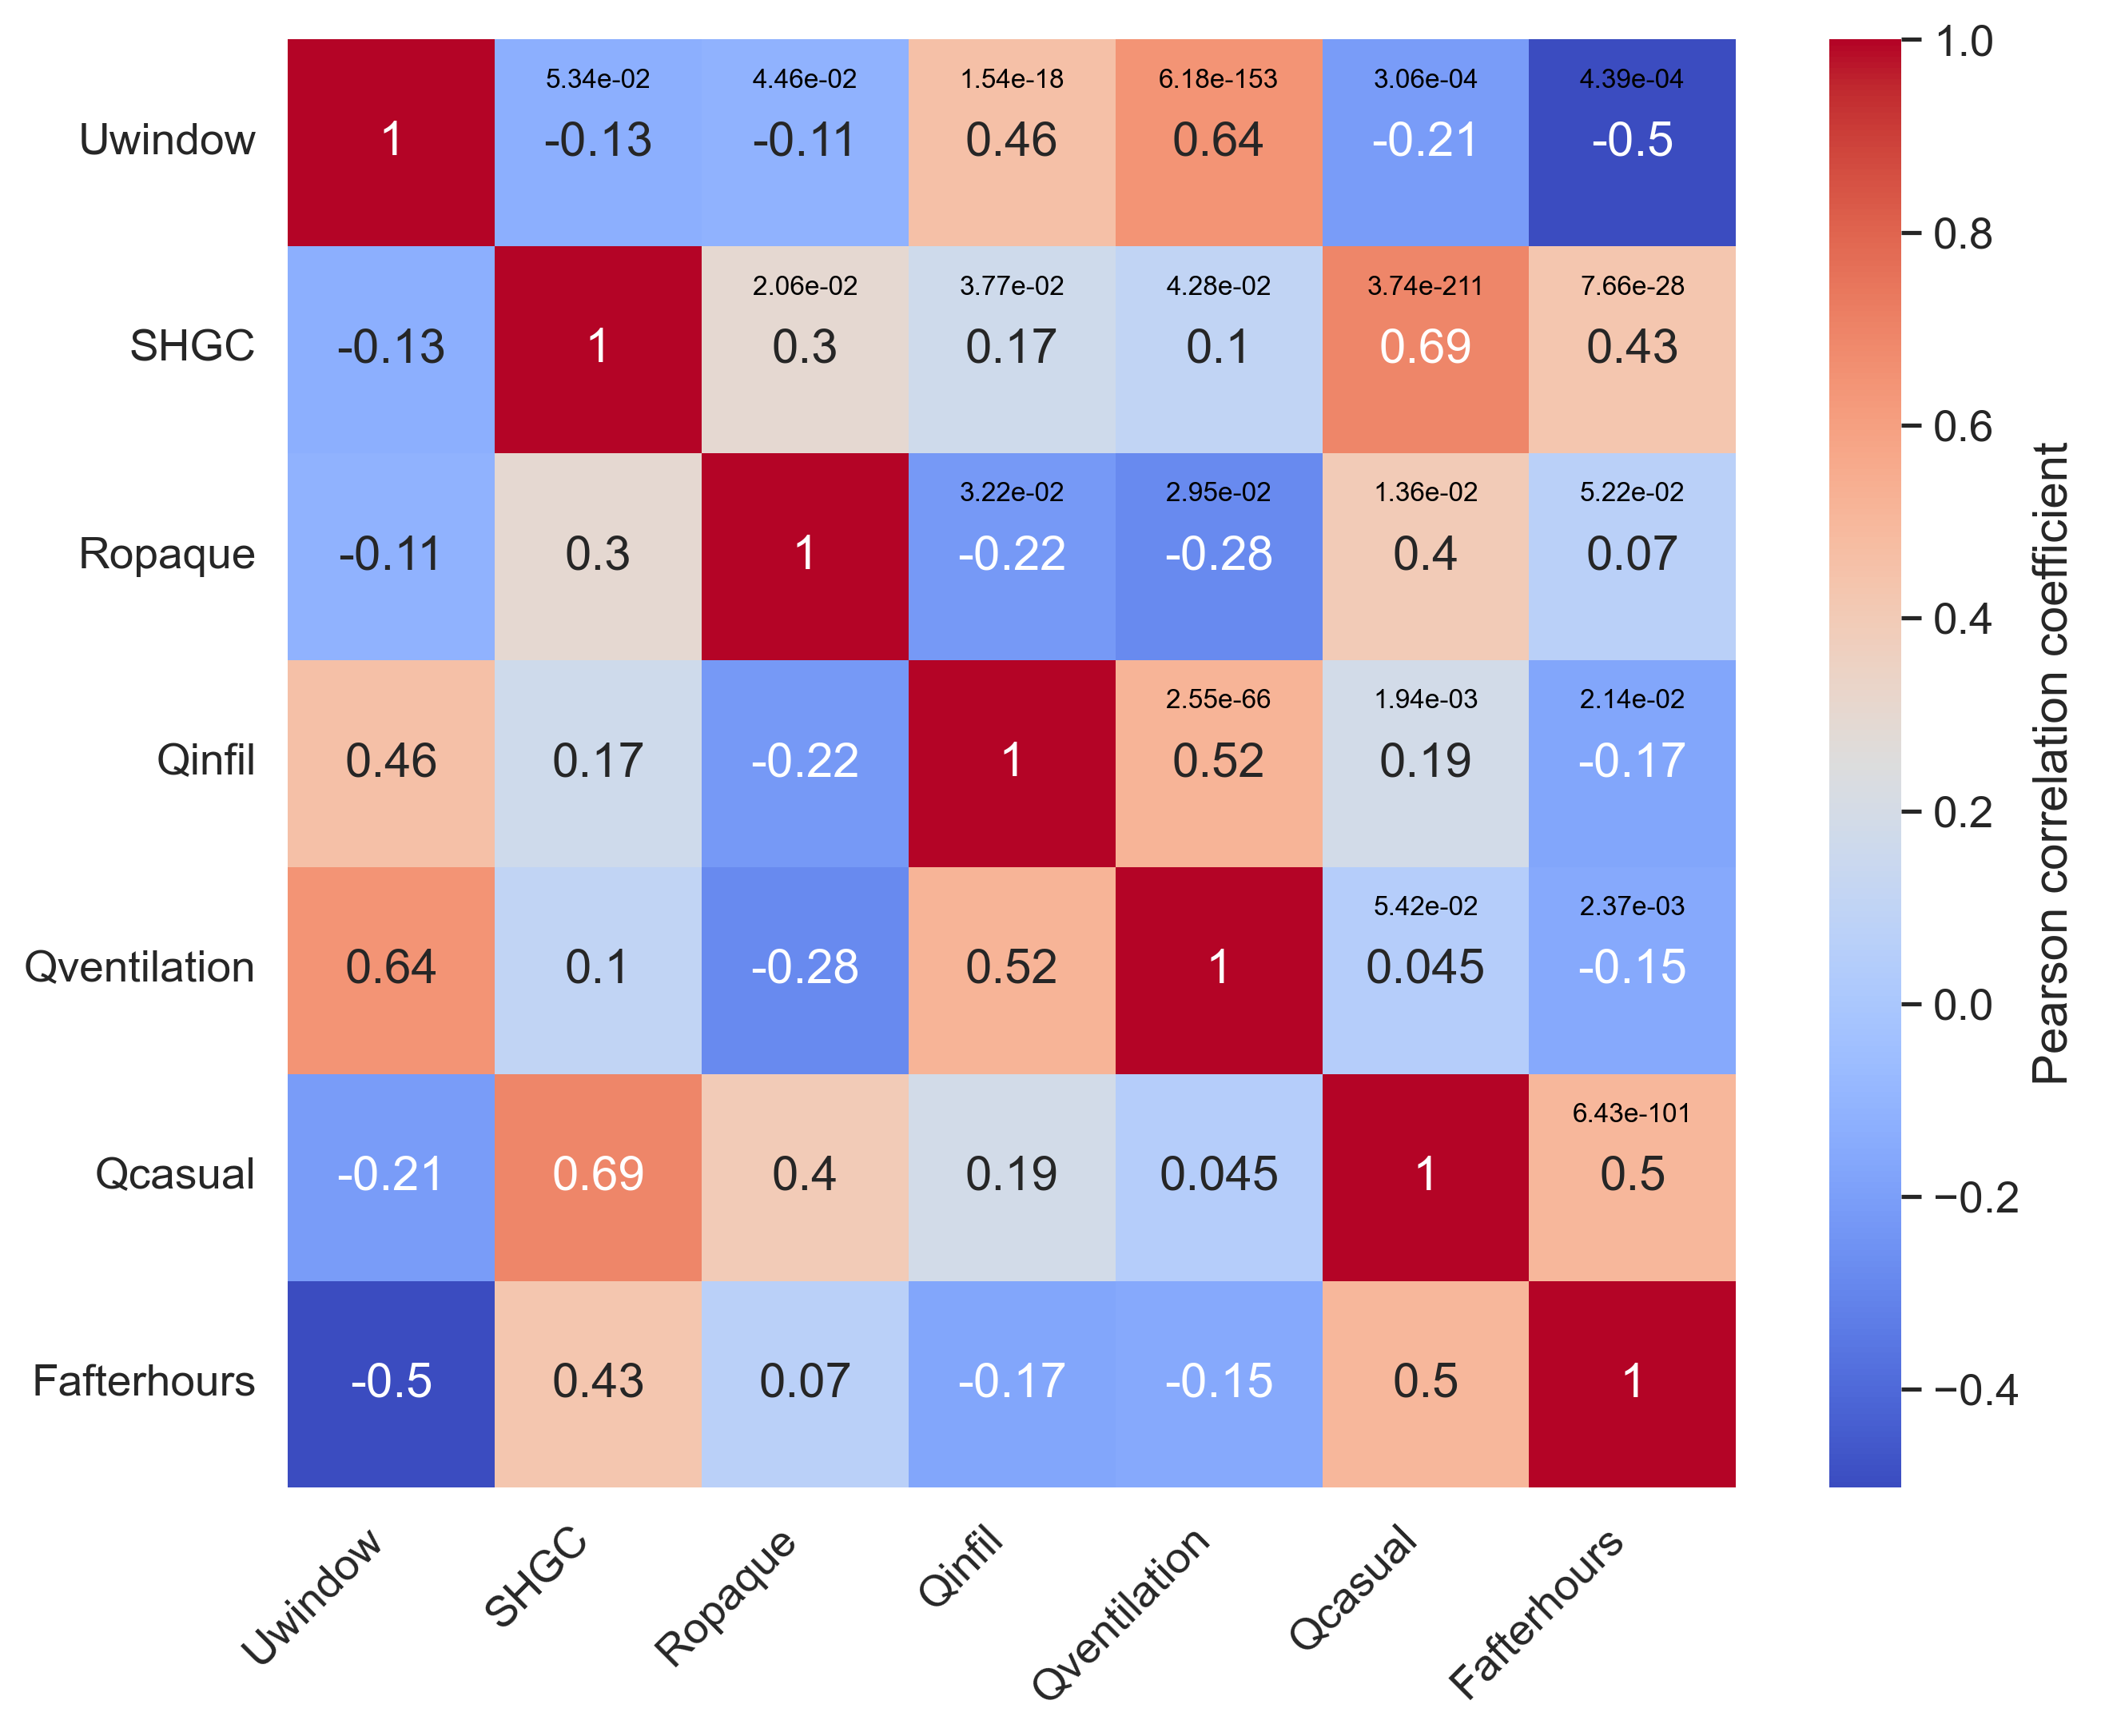 5.34e-02 4.46e-02 1.54e-18 6.18e-153 3.06e-04 4.39e-04
Uwindow 1 -0.13 -0.11 0.46 0.64 -0.21 -0.5
2.06e-02 3.77e-02 4.28e-02 3.74e-211 7.66e-28
SHGC -0.13 1 0.3 0.17 0.1 0.69 0.43
3.22e-02 2.95e-02 1.36e-02 5.22e-02
Ropaque -0.11 0.3 1 -0.22 -0.28 0.4 0.07
2.55e-66 1.94e-03 2.14e-02
Qinfil 0.46 0.17 -0.22 1 0.52 0.19 -0.17
5.42e-02 2.37e-03
Qventilation 0.64 0.1 -0.28 0.52 1 0.045 -0.15
6.43e-101
Qcasual -0.21 0.69 0.4 0.19 0.045 1 0.5
Fafterhours -0.5 0.43 0.07 -0.17 -0.15 0.5 1
Uwindow SHGC Ropaque Qinfil Qventilation Qcasual Fafterhours
1.0
0.8
0.6
0.4
0.2
0.0
−0.2
−0.4
Pearson correlation coefficient